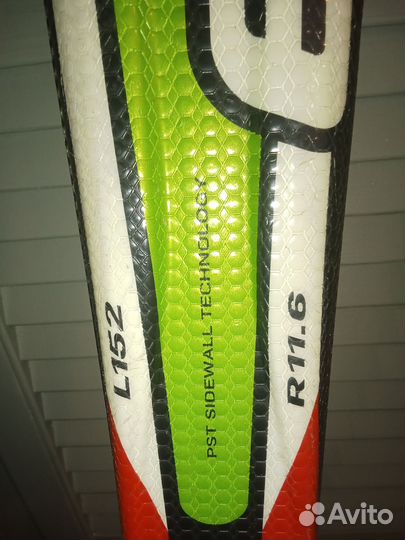 L152
PST SIDEWALL TECHNOLOGY
R11.6
Avito